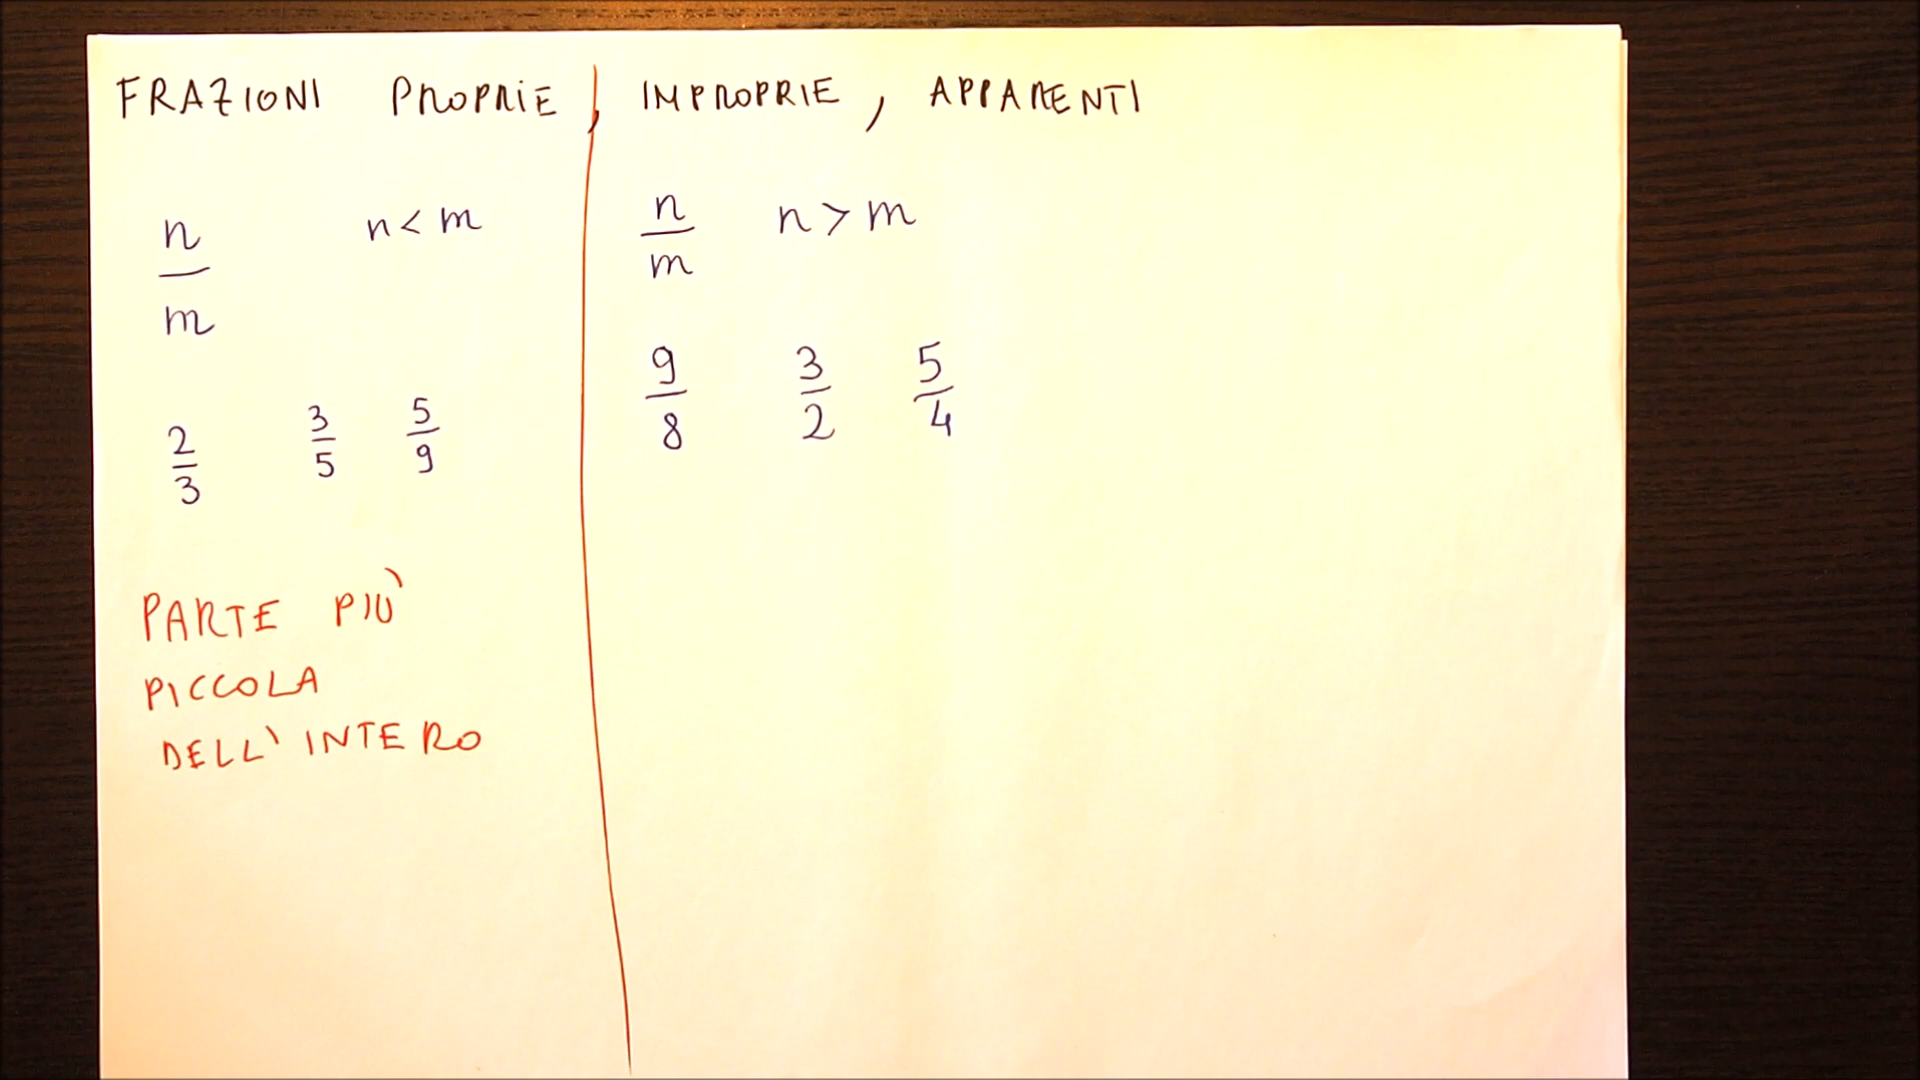 FRAZIONI PROPRIE, IMPROPRIE, APPARENTI
n/m n < m
2/3 3/5 5/9
PARTE PIÙ
PICCOLA
DELL'INTERO
n/m n > m
9/8 3/2 5/4